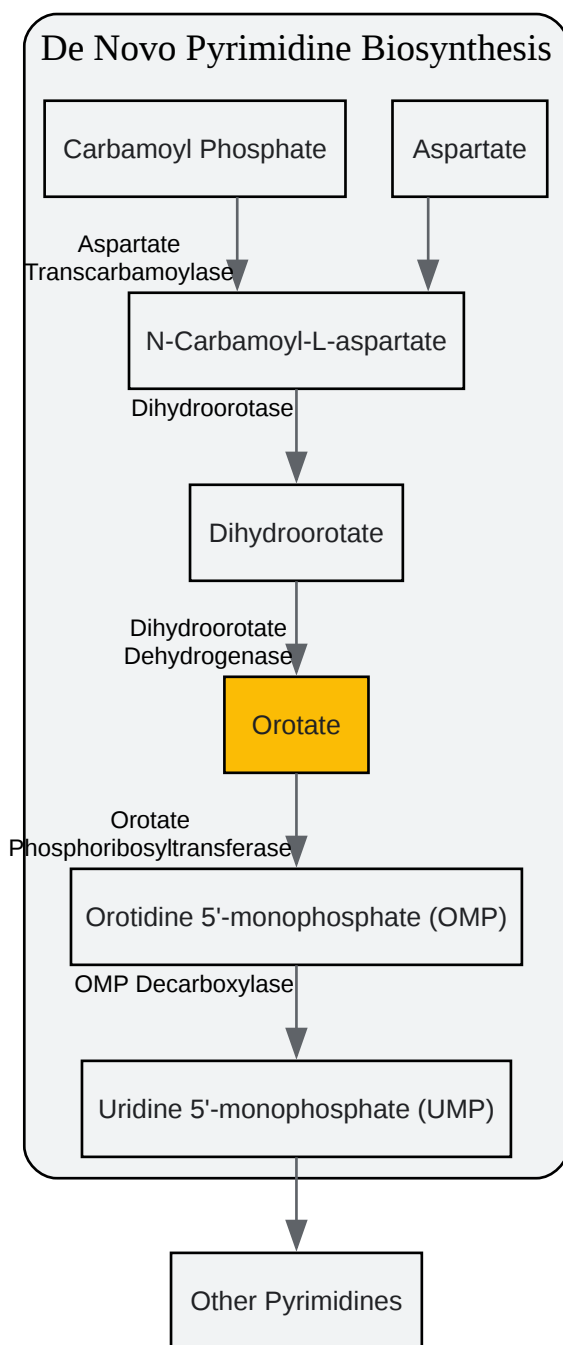 De Novo Pyrimidine Biosynthesis
Carbamoyl Phosphate
Aspartate
Aspartate
Transcarbamoylase
N-Carbamoyl-L-aspartate
Dihydroorotase
Dihydroorotate
Dihydroorotate
Dehydrogenase
Orotate
Orotate
Phosphoribosyltransferase
Orotidine 5'-monophosphate (OMP)
OMP Decarboxylase
Uridine 5'-monophosphate (UMP)
Other Pyrimidines